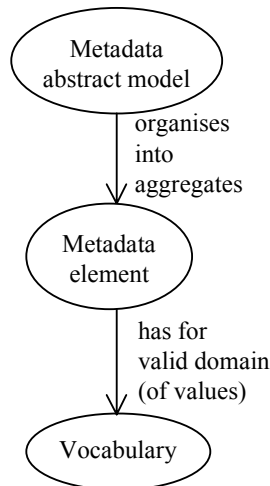 Metadata
abstract model
organises
into
aggregates
Metadata
element
has for
valid domain
(of values)
Vocabulary